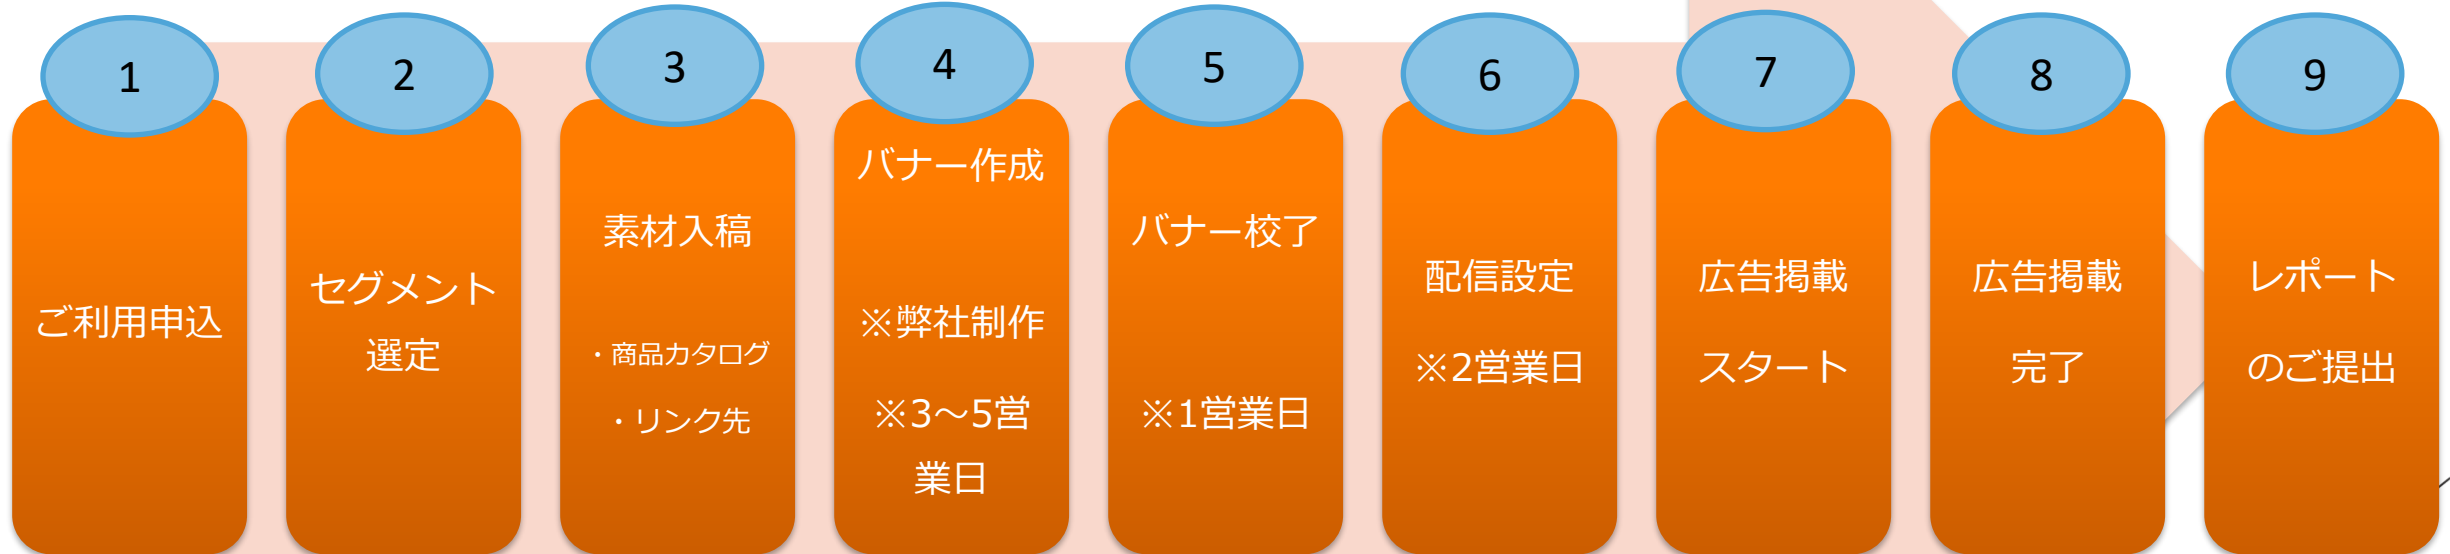 1
ご利用申込
2
セグメント
選定
3
素材入稿
・商品カタログ
・リンク先
4
バナー作成
※弊社制作
※3～5営
業日
5
バナー校了
※1営業日
6
配信設定
※2営業日
7
広告掲載
スタート
8
広告掲載
完了
9
レポート
のご提出